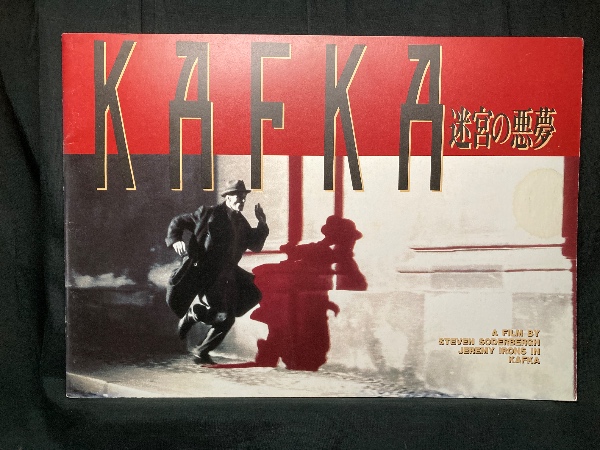 KAFKA
迷宮の悪夢
A FILM BY
STEVEN SODERBERGH
JEREMY IRONS IN
KAFKA